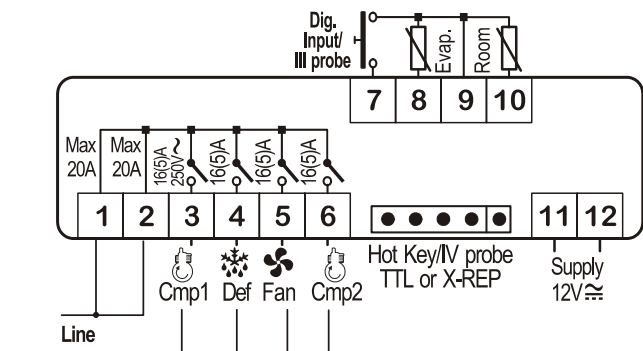 Dig.
Input/
III probe
Evap.
Room
7 8 9 10
Max
20A
Max
20A
16(5)A
250V~
16(5)A
16(5)A
16(5)A
1 2 3 4 5 6
11 12
Cmp1 Def Fan Cmp2
Hot Key/IV probe
TTL or X-REP
Supply
12V≂
Line